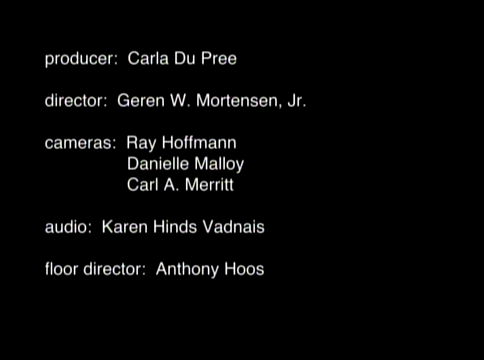 producer: Carla Du Pree
director: Geren W. Mortensen, Jr.
cameras: Ray Hoffmann
Danielle Malloy
Carl A. Merritt
audio: Karen Hinds Vadnais
floor director: Anthony Hoos